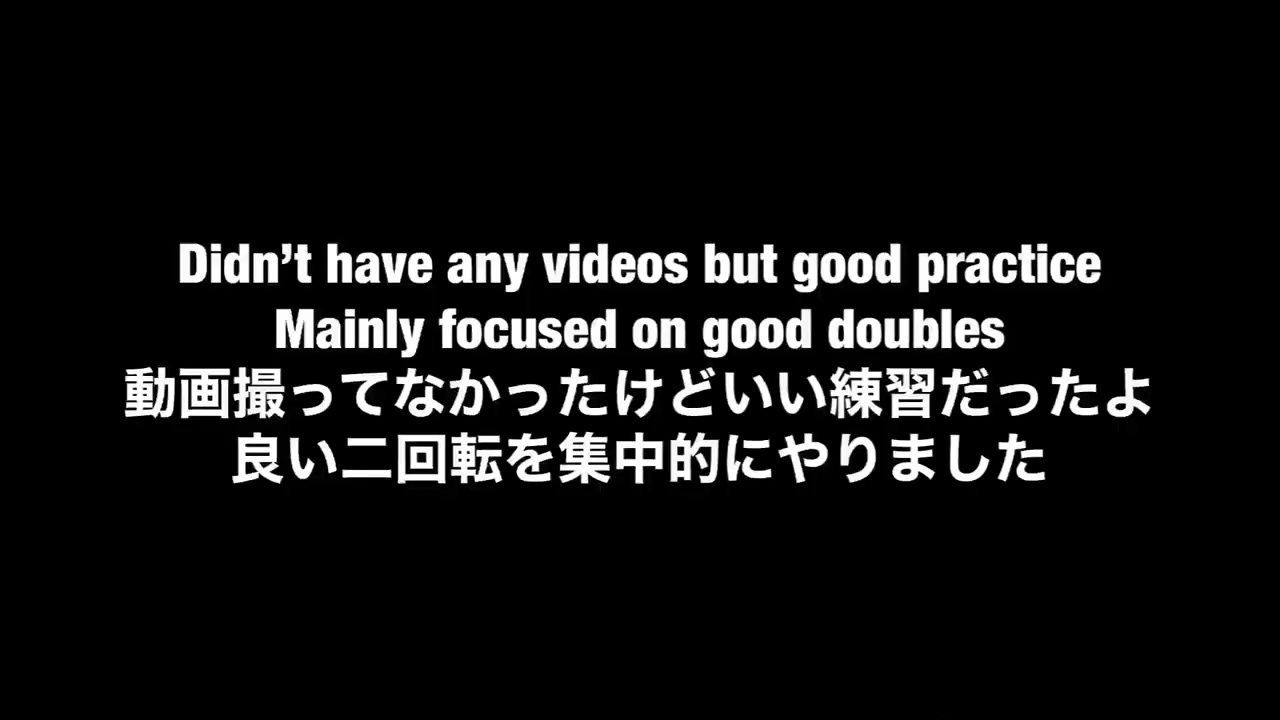 Didn't have any videos but good practice
Mainly focused on good doubles
動画撮ってなかったけどいい練習だったよ
良い二回転を集中的にやりました